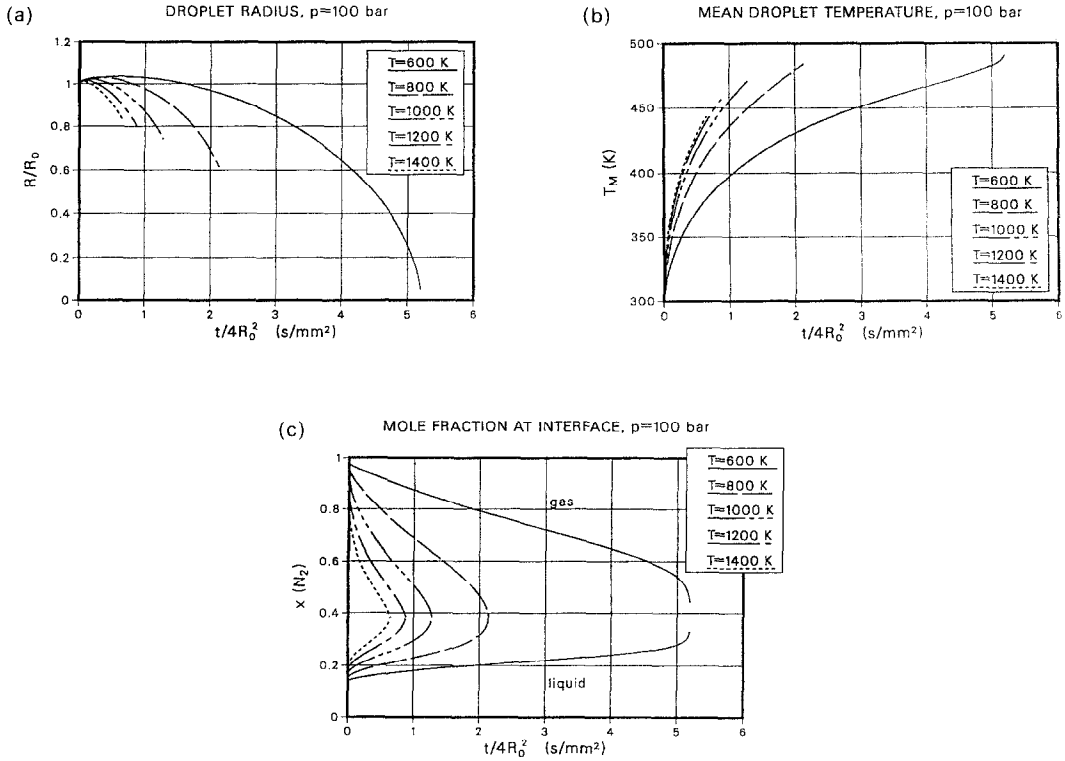 (a)
DROPLET RADIUS, p=100 bar
1.2
1
0.8
0.6
0.4
0.2
0
R/R₀
0 1 2 3 4 5 6
t/4R₀² (s/mm²)
T=600 K
T=800 K
T=1000 K
T=1200 K
T=1400 K
(b)
MEAN DROPLET TEMPERATURE, p=100 bar
500
450
400
350
300
T_M (K)
0 1 2 3 4 5 6
t/4R₀² (s/mm²)
T=600 K
T=800 K
T=1000 K
T=1200 K
T=1400 K
(c)
MOLE FRACTION AT INTERFACE, p=100 bar
1
0.8
0.6
0.4
0.2
0
x (N₂)
gas
liquid
0 1 2 3 4 5 6
t/4R₀² (s/mm²)
T=600 K
T=800 K
T=1000 K
T=1200 K
T=1400 K